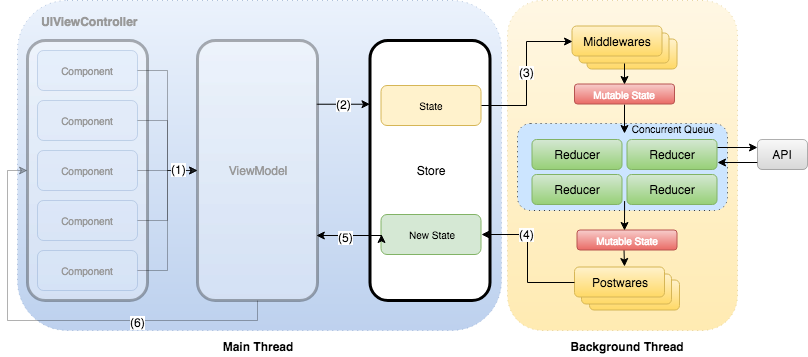 UIViewController
Component
Component
Component
Component
Component
(1)
ViewModel
(2)
State
Store
New State
(5)
(6)
(3)
Middlewares
Mutable State
Concurrent Queue
Reducer
Reducer
Reducer
Reducer
API
Mutable State
(4)
Postwares
Main Thread
Background Thread